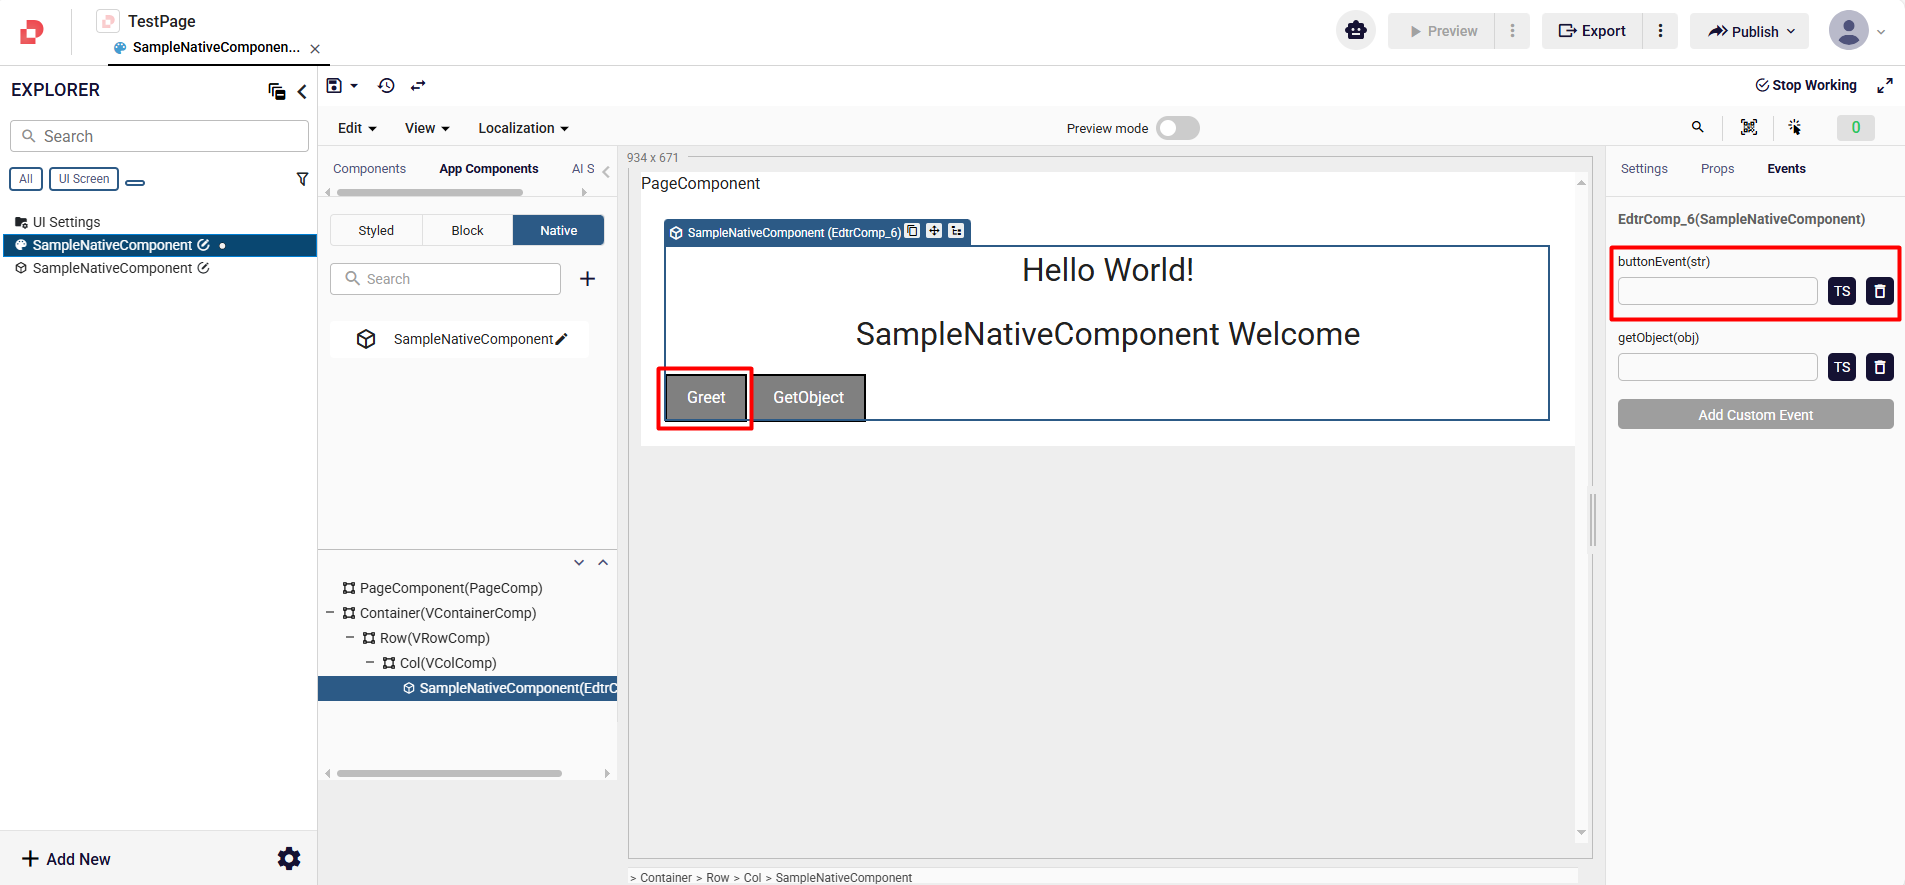 TestPage
SampleNativeComponen...
Preview
Export
Publish
EXPLORER
Stop Working
Search
Edit
View
Localization
Preview mode
0
All
UI Screen
Components
App Components
AI S
934 x 671
Settings
Props
Events
PageComponent
UI Settings
SampleNativeComponent
SampleNativeComponent
Styled
Block
Native
Search
SampleNativeComponent
SampleNativeComponent (EdtrComp_6)
Hello World!
SampleNativeComponent Welcome
Greet
GetObject
EdtrComp_6(SampleNativeComponent)
buttonEvent(str)
TS
getObject(obj)
TS
Add Custom Event
PageComponent(PageComp)
Container(VContainerComp)
Row(VRowComp)
Col(VColComp)
SampleNativeComponent(EdtrC
Add New
> Container > Row > Col > SampleNativeComponent